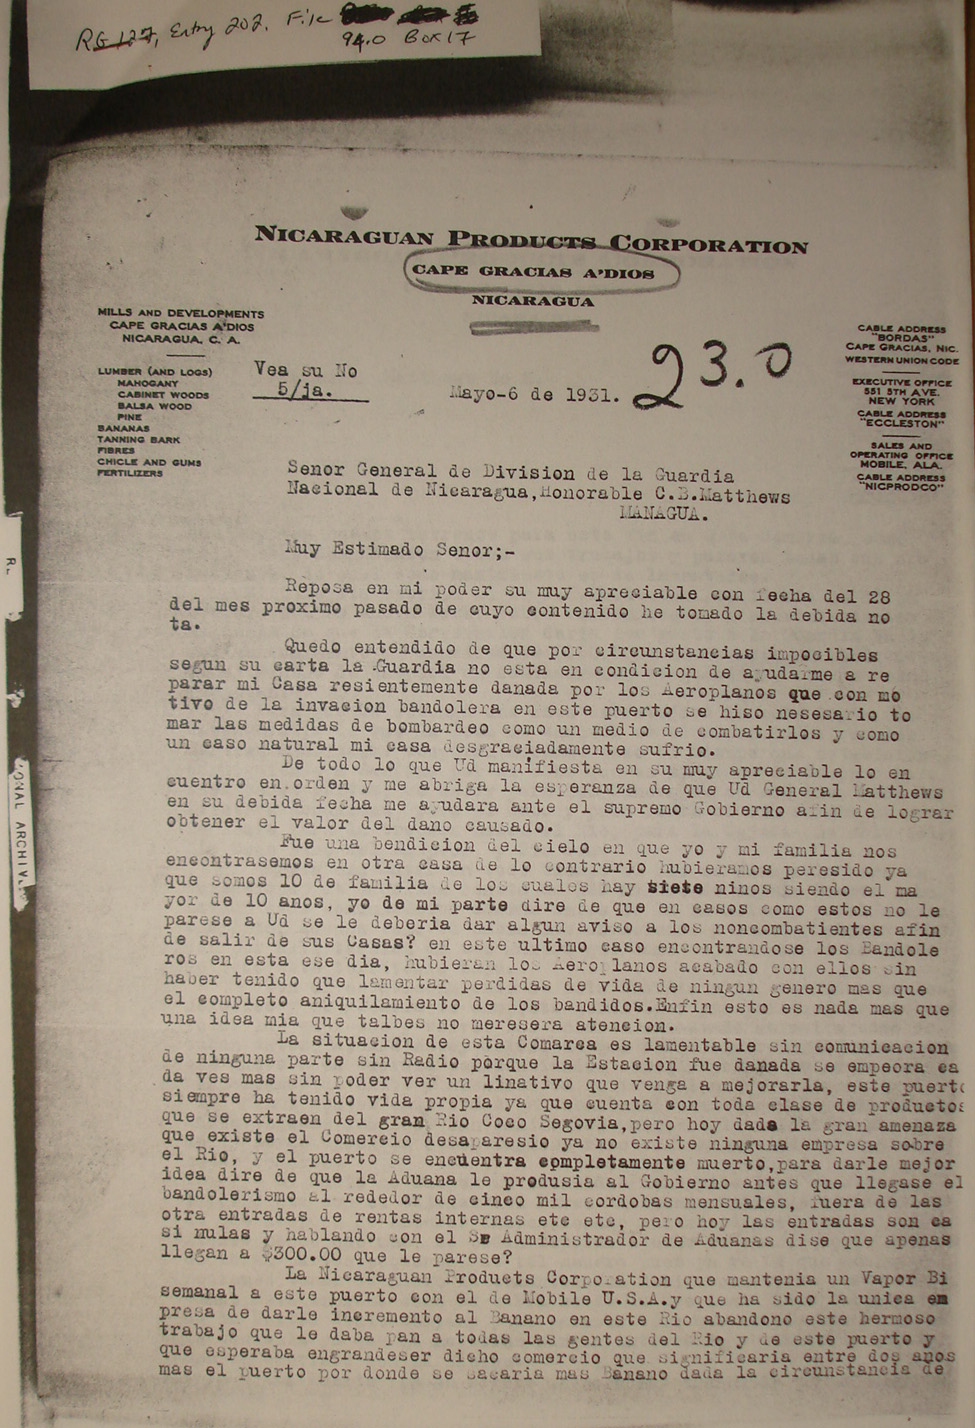 RG 127, Entry 202, File
94.0 Box 17
NICARAGUAN PRODUCTS CORPORATION
CAPE GRACIAS A'DIOS
NICARAGUA
MILLS AND DEVELOPMENTS
CAPE GRACIAS A'DIOS
NICARAGUA, C. A.
LUMBER (AND LOGS)
MAHOGANY
CABINET WOODS
BALSA WOOD
PINE
BANANAS
TANNING BARK
FIBRES
CHICLE AND GUMS
FERTILIZERS
CABLE ADDRESS
"BORDAS"
CAPE GRACIAS, NIC.
WESTERN UNION CODE
EXECUTIVE OFFICE
551 5TH AVE.
NEW YORK
CABLE ADDRESS
"ECCLESTON"
SALES AND
OPERATING OFFICE
MOBILE, ALA.
CABLE ADDRESS
"NICPRODCO"
Vea su No
5/ja.
Mayo-6 de 1931.
23.0
Senor General de Division de la Guardia
Nacional de Nicaragua,Honorable C.B.Matthews
MANAGUA.
Muy Estimado Senor;-
Reposa en mi poder su muy apreciable con fecha del 28
del mes proximo pasado de cuyo contenido he tomado la debida no
ta.
Quedo entendido de que por circunstancias impocibles
segun su carta la Guardia no esta en condicion de ayudarme a re
parar mi Casa resientemente danada por los Aeroplanos que con mo
tivo de la invacion bandolera en este puerto se hiso nesesario to
mar las medidas de bombardeo como un medio de combatirlos y como
un caso natural mi casa desgraciadamente sufrio.
De todo lo que Ud manifiesta en su muy apreciable lo en
cuentro en orden y me abriga la esperanza de que Ud General Matthews
en su debida fecha me ayudara ante el supremo Gobierno afin de lograr
obtener el valor del dano causado.
Fue una bendicion del cielo en que yo y mi familia nos
encontrasemos en otra casa de lo contrario hubieramos peresido ya
que somos 10 de familia de los cuales hay siete ninos siendo el ma
yor de 10 anos, yo de mi parte dire de que en casos como estos no le
parese a Ud se le deberia dar algun aviso a los noncombatientes afin
de salir de sus Casas? en este ultimo caso encontrandose los Bandole
ros en esta ese dia, hubieran los Aeroplanos acabado con ellos sin
haber tenido que lamentar perdidas de vida de ningun genero mas que
el completo aniquilamiento de los bandidos.Enfin esto es nada mas que
una idea mia que talbes no meresera atencion.
La situacion de esta Comarca es lamentable sin comunicacion
de ninguna parte sin Radio porque la Estacion fue danada se empeora ca
da ves mas sin poder ver un linativo que venga a mejorarla, este puerto
siempre ha tenido vida propia ya que cuenta con toda clase de productos
que se extraen del gran Rio Coco Segovia,pero hoy dada la gran amenaza
que existe el Comercio desaparesio ya no existe ninguna empresa sobre
el Rio, y el puerto se encuentra completamente muerto,para darle mejor
idea dire de que la Aduana le produsia al Gobierno antes que llegase el
bandolerismo al rededor de cinco mil cordobas mensuales, fuera de las
otra entradas de rentas internas etc etc, pero hoy las entradas son ca
si nulas y hablando con el Sr Administrador de Aduanas dise que apenas
llegan a $300.00 que le parese?
La Nicaraguan Products Corporation que mantenia un Vapor Bi
semanal a este puerto con el de Mobile U.S.A.y que ha sido la unica em
presa de darle incremento al Banano en este Rio abandono este hermoso
trabajo que le daba pan a todas las gentes del Rio y de este puerto y
que esperaba engrandeser dicho comercio que significaria entre dos anos
mas el puerto por donde se sacaria mas Banano dada la circunstancia de